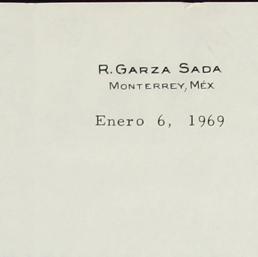 R. GARZA SADA
MONTERREY, MÉX
Enero 6, 1969